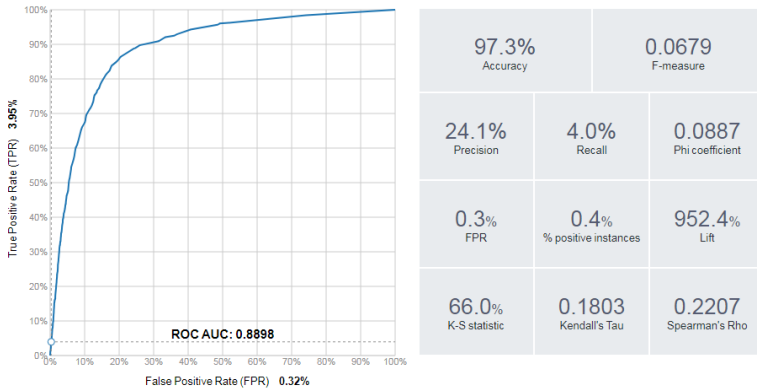 100%
90%
80%
70%
60%
50%
40%
30%
20%
10%
0%
True Positive Rate (TPR) 3.95%
ROC AUC: 0.8898
0% 10% 20% 30% 40% 50% 60% 70% 80% 90% 100%
False Positive Rate (FPR) 0.32%
97.3% 0.0679
Accuracy F-measure
24.1% 4.0% 0.0887
Precision Recall Phi coefficient
0.3% 0.4% 952.4%
FPR % positive instances Lift
66.0% 0.1803 0.2207
K-S statistic Kendall's Tau Spearman's Rho